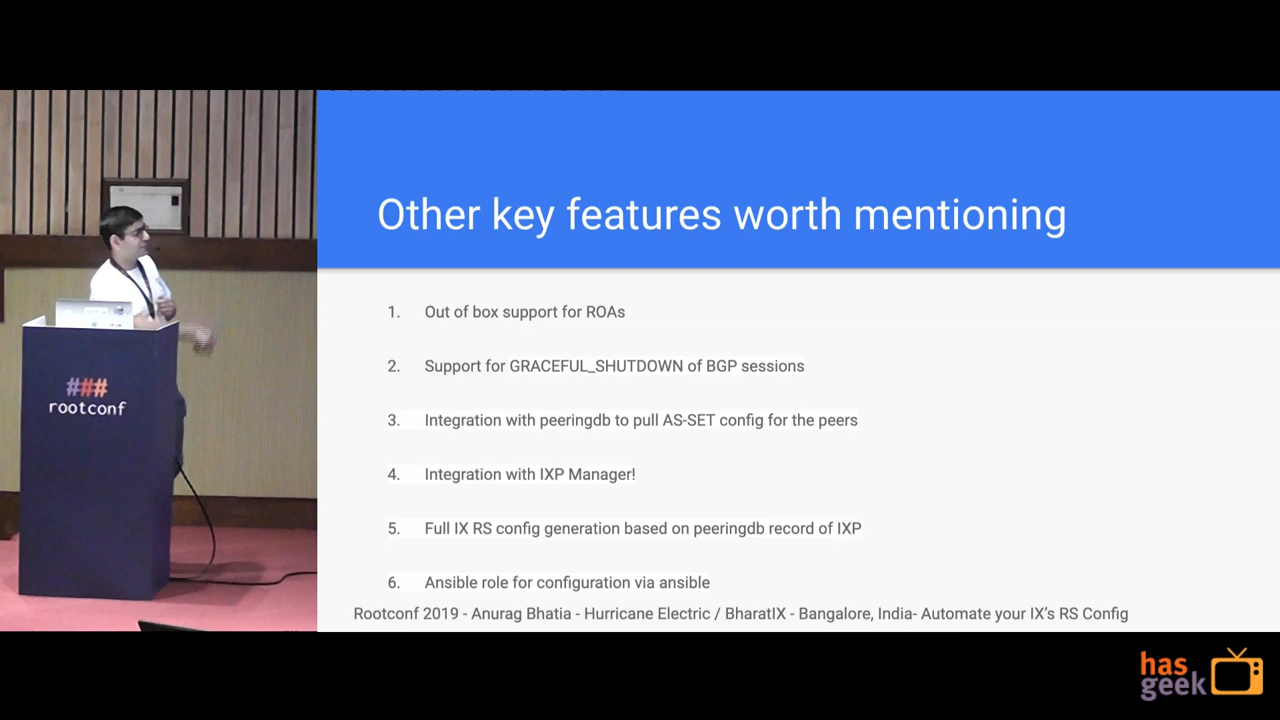 Other key features worth mentioning
1. Out of box support for ROAs
2. Support for GRACEFUL_SHUTDOWN of BGP sessions
3. Integration with peeringdb to pull AS-SET config for the peers
4. Integration with IXP Manager!
5. Full IX RS config generation based on peeringdb record of IXP
6. Ansible role for configuration via ansible
Rootconf 2019 - Anurag Bhatia - Hurricane Electric / BharatIX - Bangalore, India- Automate your IX's RS Config
###
rootconf
has
geek